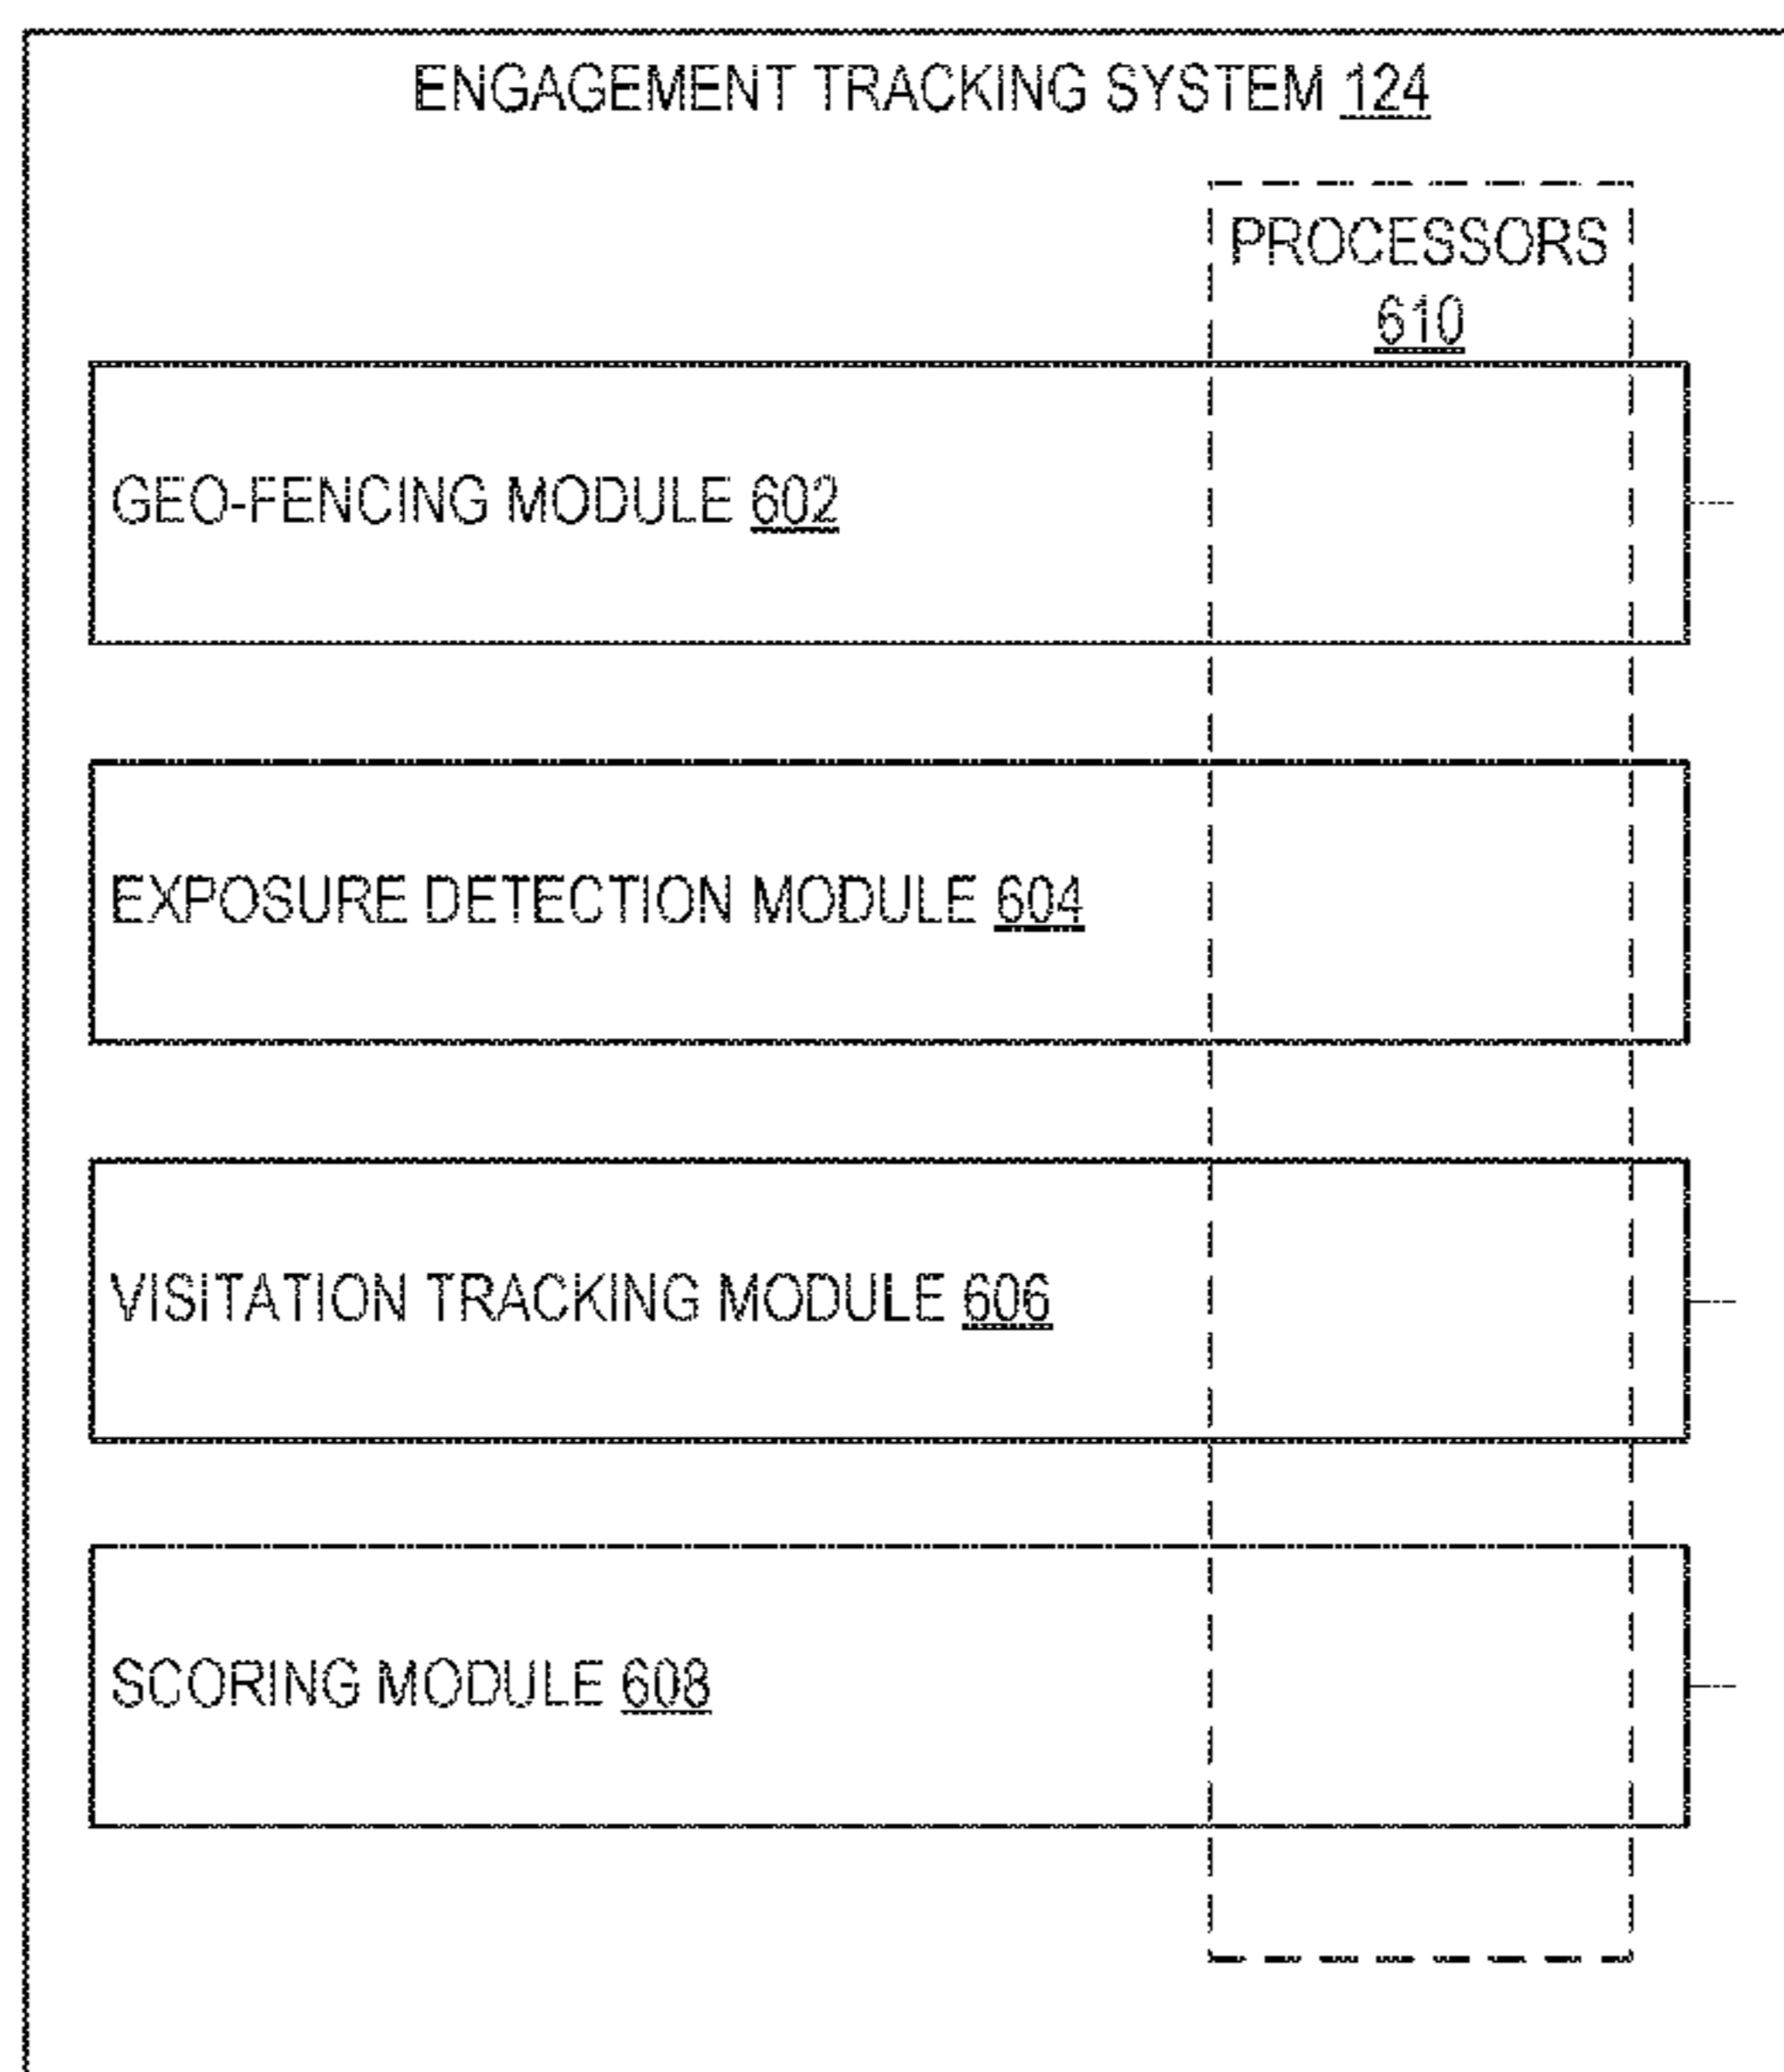 ENGAGEMENT TRACKING SYSTEM 124
PROCESSORS
610
GEO-FENCING MODULE 602
EXPOSURE DETECTION MODULE 604
VISITATION TRACKING MODULE 606
SCORING MODULE 608